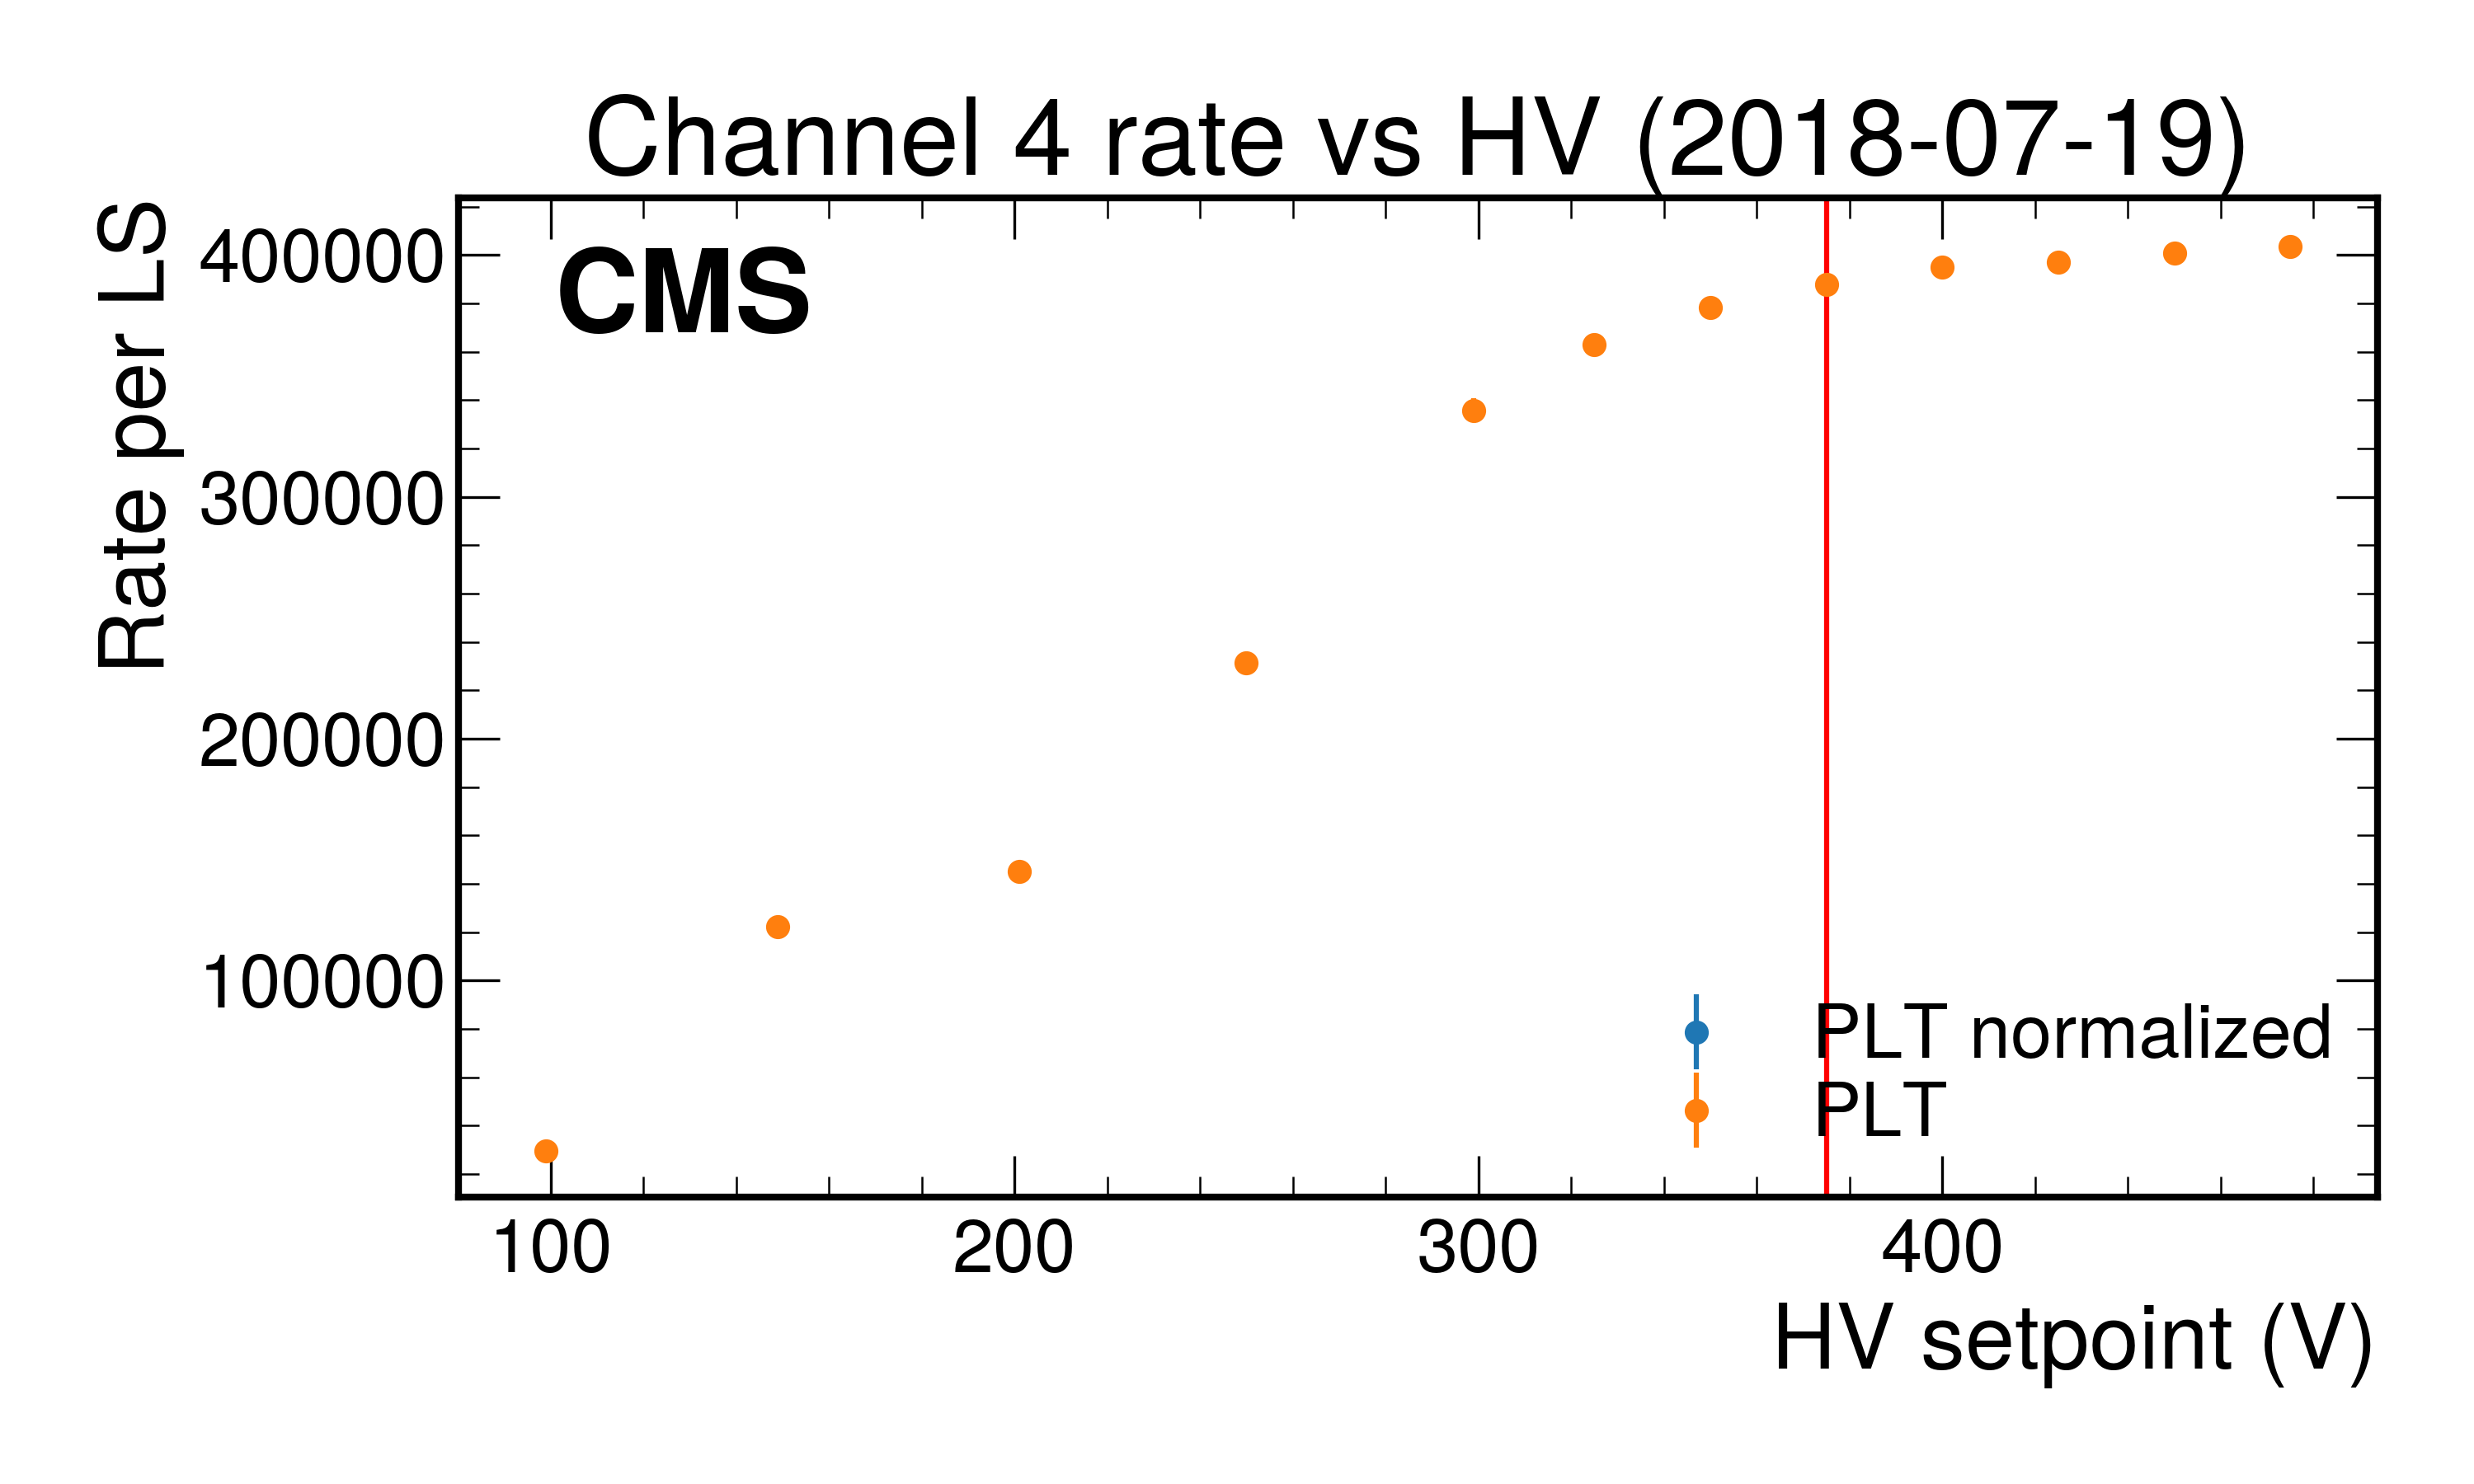 Channel 4 rate vs HV (2018-07-19)
CMS
Rate per LS
400000
300000
200000
100000
PLT normalized
PLT
100 200 300 400
HV setpoint (V)